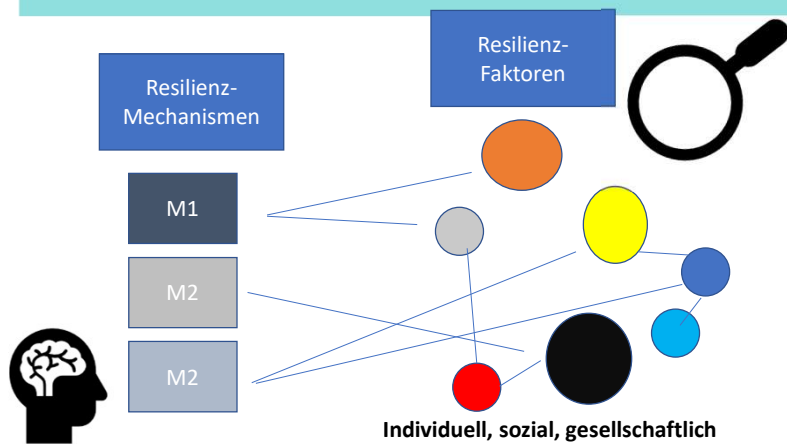 Resilienz-
Mechanismen
Resilienz-
Faktoren
M1
M2
M2
Individuell, sozial, gesellschaftlich